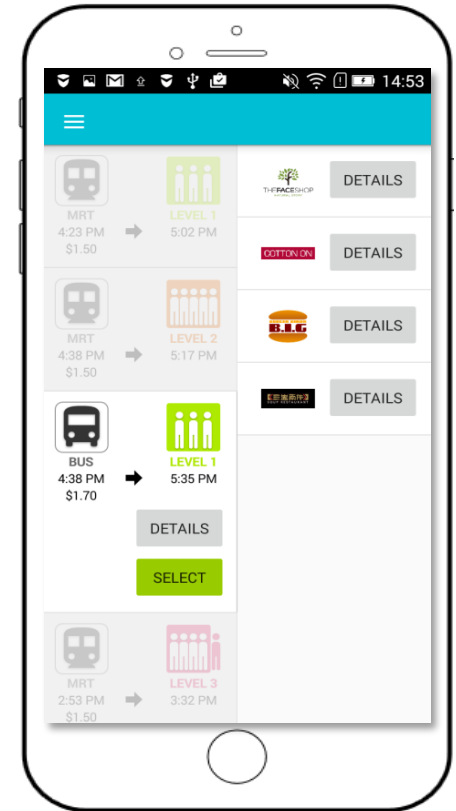 14:53
MRT
4:23 PM
$1.50
LEVEL 1
5:02 PM
MRT
4:38 PM
$1.50
LEVEL 2
5:17 PM
BUS
4:38 PM
$1.70
LEVEL 1
5:35 PM
DETAILS
SELECT
MRT
2:53 PM
$1.50
LEVEL 3
3:32 PM
THEFACESHOP
DETAILS
COTTON ON
DETAILS
B.I.G
DETAILS
SOUP RESTAURANT
DETAILS